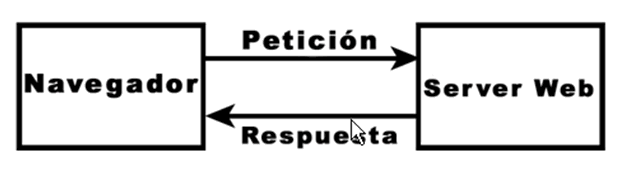 Petición
Navegador
Server Web
Respuesta